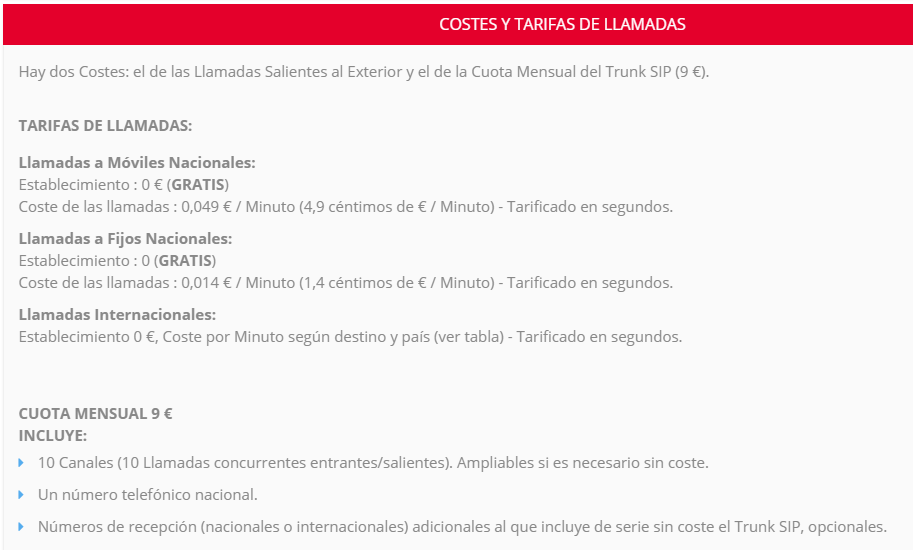 COSTES Y TARIFAS DE LLAMADAS
Hay dos Costes: el de las Llamadas Salientes al Exterior y el de la Cuota Mensual del Trunk SIP (9 €).
TARIFAS DE LLAMADAS:
Llamadas a Móviles Nacionales:
Establecimiento : 0 € (GRATIS)
Coste de las llamadas : 0,049 € / Minuto (4,9 céntimos de € / Minuto) - Tarificado en segundos.
Llamadas a Fijos Nacionales:
Establecimiento : 0 (GRATIS)
Coste de las llamadas : 0,014 € / Minuto (1,4 céntimos de € / Minuto) - Tarificado en segundos.
Llamadas Internacionales:
Establecimiento 0 €, Coste por Minuto según destino y país (ver tabla) - Tarificado en segundos.
CUOTA MENSUAL 9 €
INCLUYE:
10 Canales (10 Llamadas concurrentes entrantes/salientes). Ampliables si es necesario sin coste.
Un número telefónico nacional.
Números de recepción (nacionales o internacionales) adicionales al que incluye de serie sin coste el Trunk SIP, opcionales.